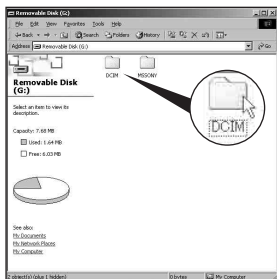 Removable Disk (G:)
File Edit View Favorites Tools Help
Back Search Folders History
Address Removable Disk (G:) Go
DCIM MSSONY
Removable Disk (G:)
Select an item to view its description.
Capacity: 7.68 MB
Used: 1.64 MB
Free: 6.03 MB
DCIM
See also:
My Documents
My Network Places
My Computer
2 object(s) (plus 1 hidden) 0 bytes My Computer